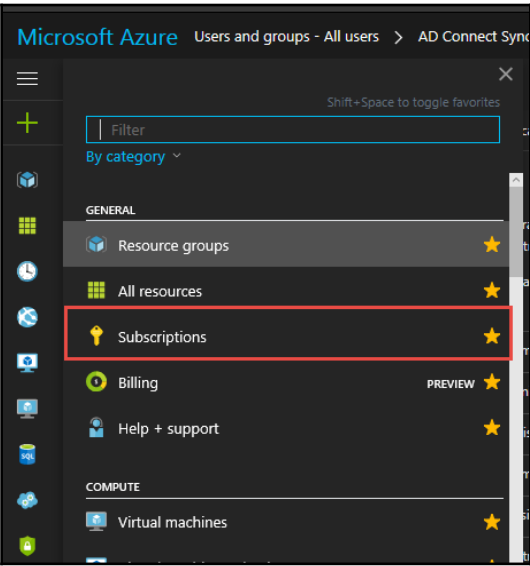 Microsoft Azure Users and groups - All users > AD Connect Sync
Shift+Space to toggle favorites
Filter
By category
GENERAL
Resource groups
All resources
Subscriptions
Billing PREVIEW
Help + support
COMPUTE
Virtual machines
SQL